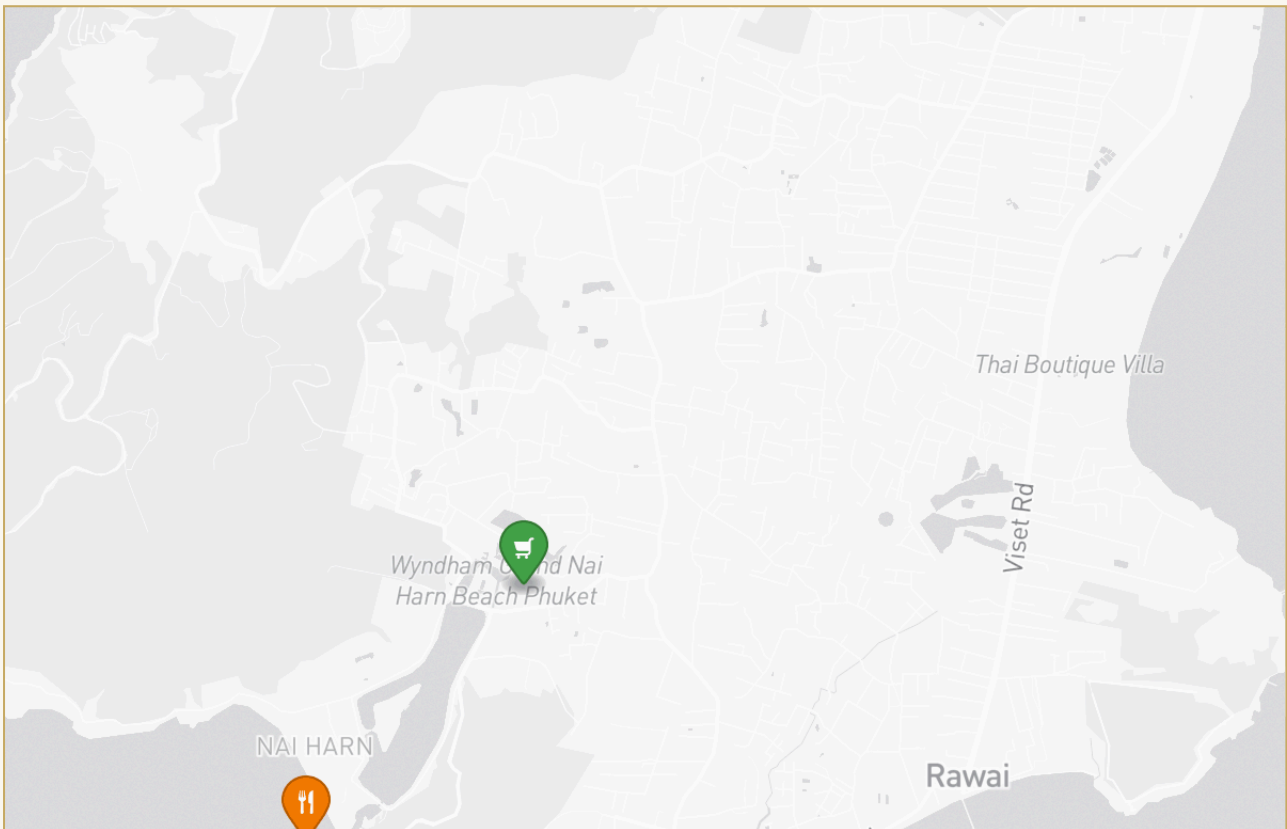 Thai Boutique Villa
Viset Rd
Wyndham G nd Nai
Harn Beach Phuket
NAI HARN
Rawai